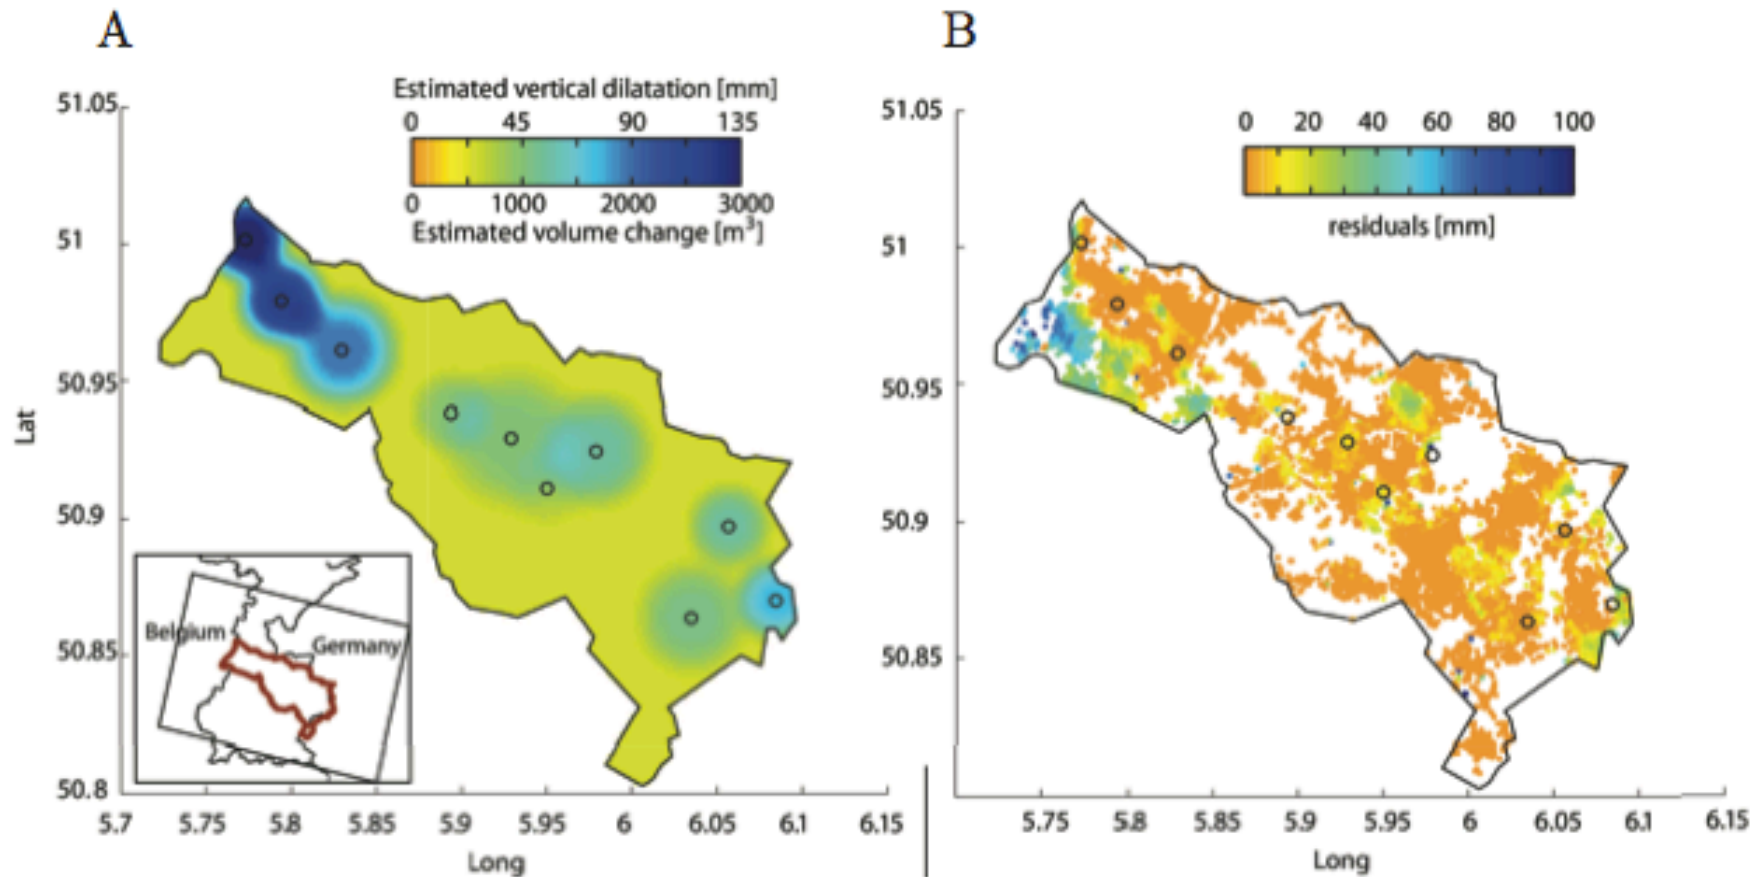 A
B
Estimated vertical dilatation [mm]
0 45 90 135
0 1000 2000 3000
Estimated volume change [m³]
0 20 40 60 80 100
residuals [mm]
51.05
51
50.95
50.9
50.85
50.8
Lat
Belgium
Germany
5.7 5.75 5.8 5.85 5.9 5.95 6 6.05 6.1 6.15
Long
51.05
51
50.95
50.9
50.85
5.75 5.8 5.85 5.9 5.95 6 6.05 6.1 6.15
Long